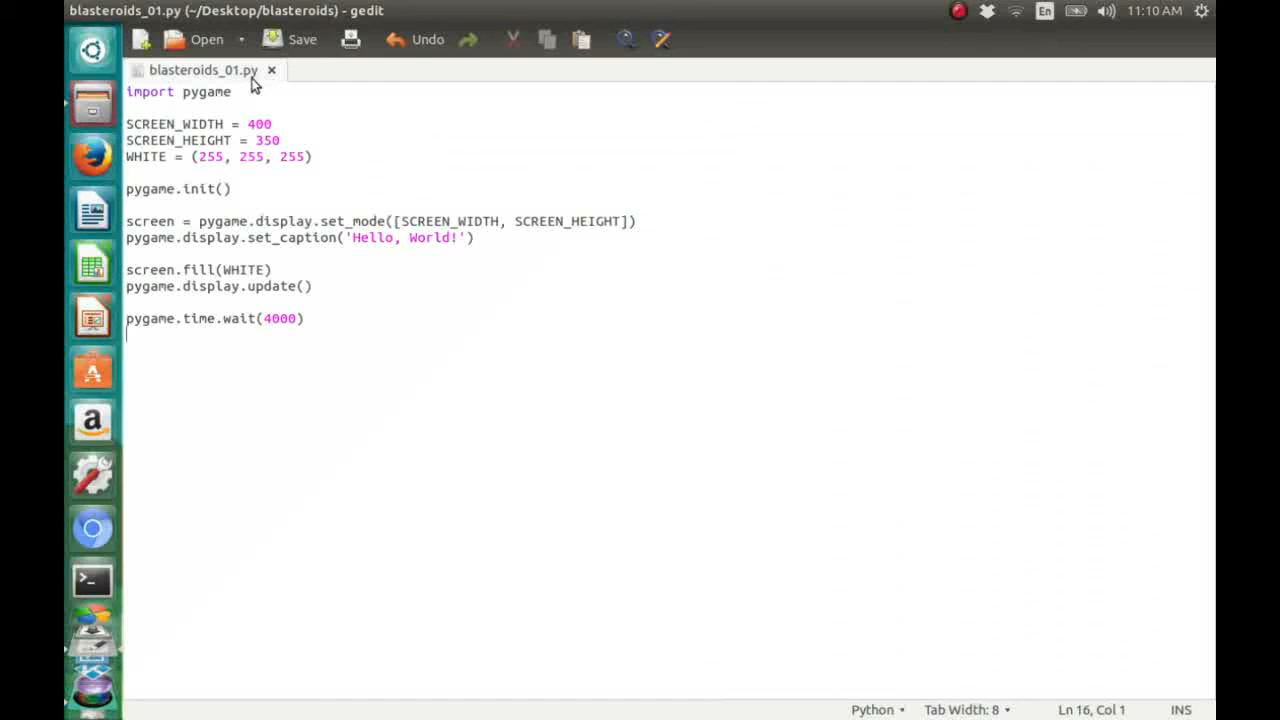 blasteroids_01.py (~/Desktop/blasteroids) - gedit
En
11:10 AM
Open
Save
Undo
blasteroids_01.py
import pygame
SCREEN_WIDTH = 400
SCREEN_HEIGHT = 350
WHITE = (255, 255, 255)
pygame.init()
screen = pygame.display.set_mode([SCREEN_WIDTH, SCREEN_HEIGHT])
pygame.display.set_caption('Hello, World!')
screen.fill(WHITE)
pygame.display.update()
pygame.time.wait(4000)
Python
Tab Width: 8
Ln 16, Col 1
INS